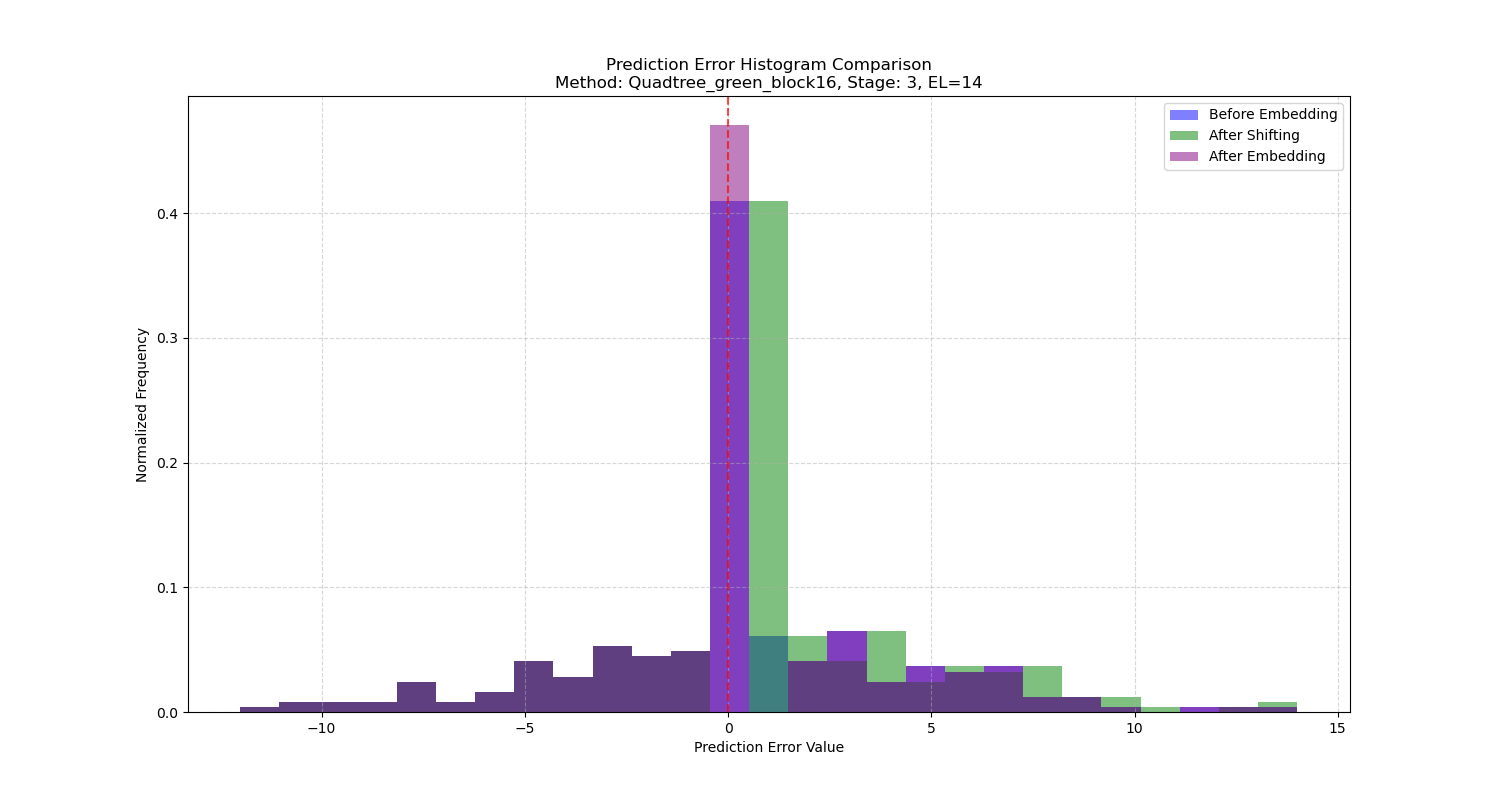 Prediction Error Histogram Comparison
Method: Quadtree_green_block16, Stage: 3, EL=14
Before Embedding
After Shifting
After Embedding
Normalized Frequency
0.4
0.3
0.2
0.1
0.0
−10
−5
0
5
10
15
Prediction Error Value